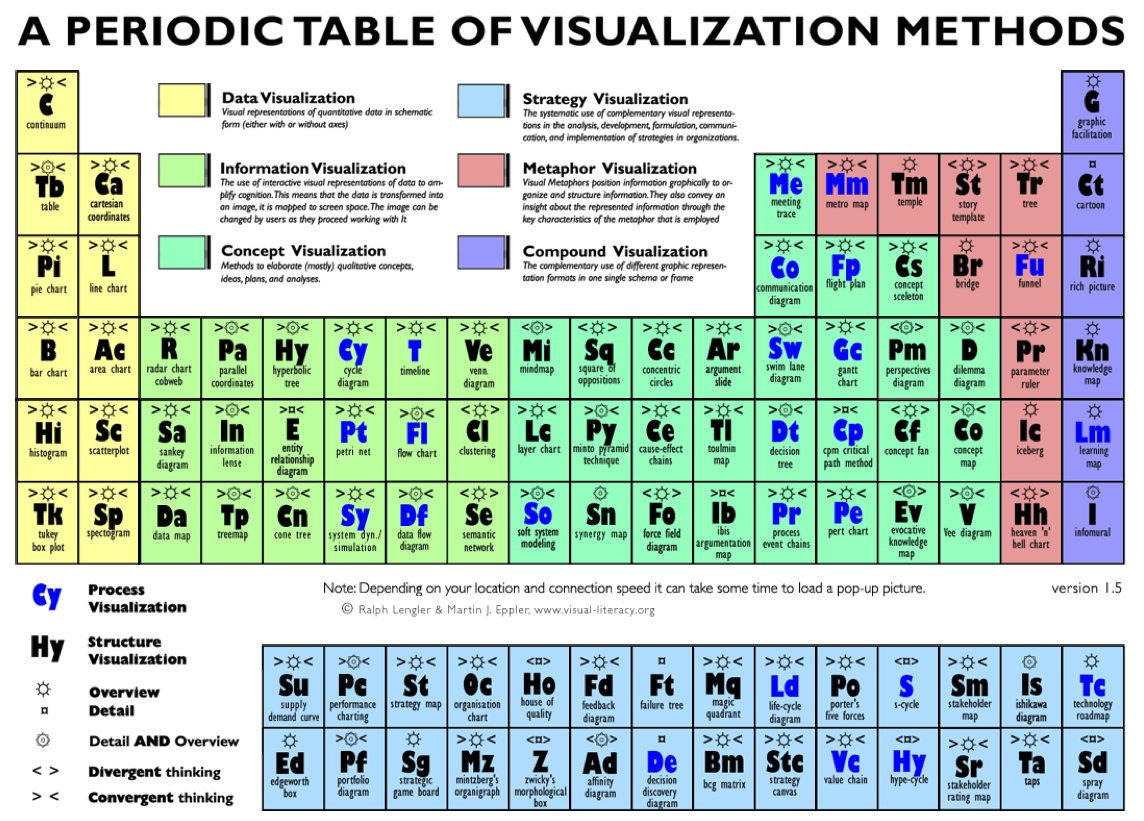 A PERIODIC TABLE OF VISUALIZATION METHODS
C
continuum
Data Visualization
Visual representations of quantitative data in schematic
form (either with or without axes)
Strategy Visualization
The systematic use of complementary visual representa-
tions in the analysis, development, formulation, communi-
cation, and implementation of strategies in organizations.
G
graphic
facilitation
Tb
table
Ca
cartesian
coordinates
Information Visualization
The use of interactive visual representations of data to am-
plify cognition. This means that the data is transformed into
an image, it is mapped to screen space. The image can be
changed by users as they proceed working with It
Metaphor Visualization
Visual Metaphors position information graphically to or-
ganize and structure information. They also convey an
insight about the represented information through the
key characteristics of the metaphor that is employed
Me
meeting
trace
Mm
metro map
Tm
temple
St
story
template
Tr
tree
Ct
cartoon
Pi
pie chart
L
line chart
Concept Visualization
Methods to elaborate (mostly) qualitative concepts,
ideas, plans, and analyses.
Compound Visualization
The complementary use of different graphic represen-
tation formats in one single schema or frame
Co
communication
diagram
Fp
flight plan
Cs
concept
sceleton
Br
bridge
Fu
funnel
Ri
rich picture
B
bar chart
Ac
area chart
R
radar chart
cobweb
Pa
parallel
coordinates
Hy
hyperbolic
tree
Cy
cycle
diagram
T
timeline
Ve
venn
diagram
Mi
mindmap
Sq
square of
oppositions
Cc
concentric
circles
Ar
argument
slide
Sw
swim lane
diagram
Gc
gantt
chart
Pm
perspectives
diagram
D
dilemma
diagram
Pr
parameter
ruler
Kn
knowledge
map
Hi
histogram
Sc
scatterplot
Sa
sankey
diagram
In
information
lense
E
entity
relationship
diagram
Pt
petri net
Fl
flow chart
Cl
clustering
Lc
layer chart
Py
minto pyramid
technique
Ce
cause-effect
chains
Tl
toulmin
map
Dt
decision
tree
Cp
cpm critical
path method
Cf
concept fan
Co
concept
map
Ic
iceberg
Lm
learning
map
Tk
tukey
box plot
Sp
spectogram
Da
data map
Tp
treemap
Cn
cone tree
Sy
system dyn./
simulation
Df
data flow
diagram
Se
semantic
network
So
soft system
modeling
Sn
synergy map
Fo
force field
diagram
Ib
ibis
argumentation
map
Pr
process
event chains
Pe
pert chart
Ev
evocative
knowledge
map
V
Vee diagram
Hh
heaven 'n'
hell chart
I
infomural
Cy
Process
Visualization
Note: Depending on your location and connection speed it can take some time to load a pop-up picture.
version 1.5
© Ralph Lengler & Martin J. Eppler, www.visual-literacy.org
Hy
Structure
Visualization
☼ Overview
¤ Detail
Detail AND Overview
< > Divergent thinking
> < Convergent thinking
Su
supply
demand curve
Pc
performance
charting
St
strategy map
Oc
organisation
chart
Ho
house of
quality
Fd
feedback
diagram
Ft
failure tree
Mq
magic
quadrant
Ld
life-cycle
diagram
Po
porter's
five forces
S
s-cycle
Sm
stakeholder
map
Is
ishikawa
diagram
Tc
technology
roadmap
Ed
edgeworth
box
Pf
portfolio
diagram
Sg
strategic
game board
Mz
mintzberg's
organigraph
Z
zwicky's
morphological
box
Ad
affinity
diagram
De
decision
discovery
diagram
Bm
bcg matrix
Stc
strategy
canvas
Vc
value chain
Hy
hype-cycle
Sr
stakeholder
rating map
Ta
taps
Sd
spray
diagram